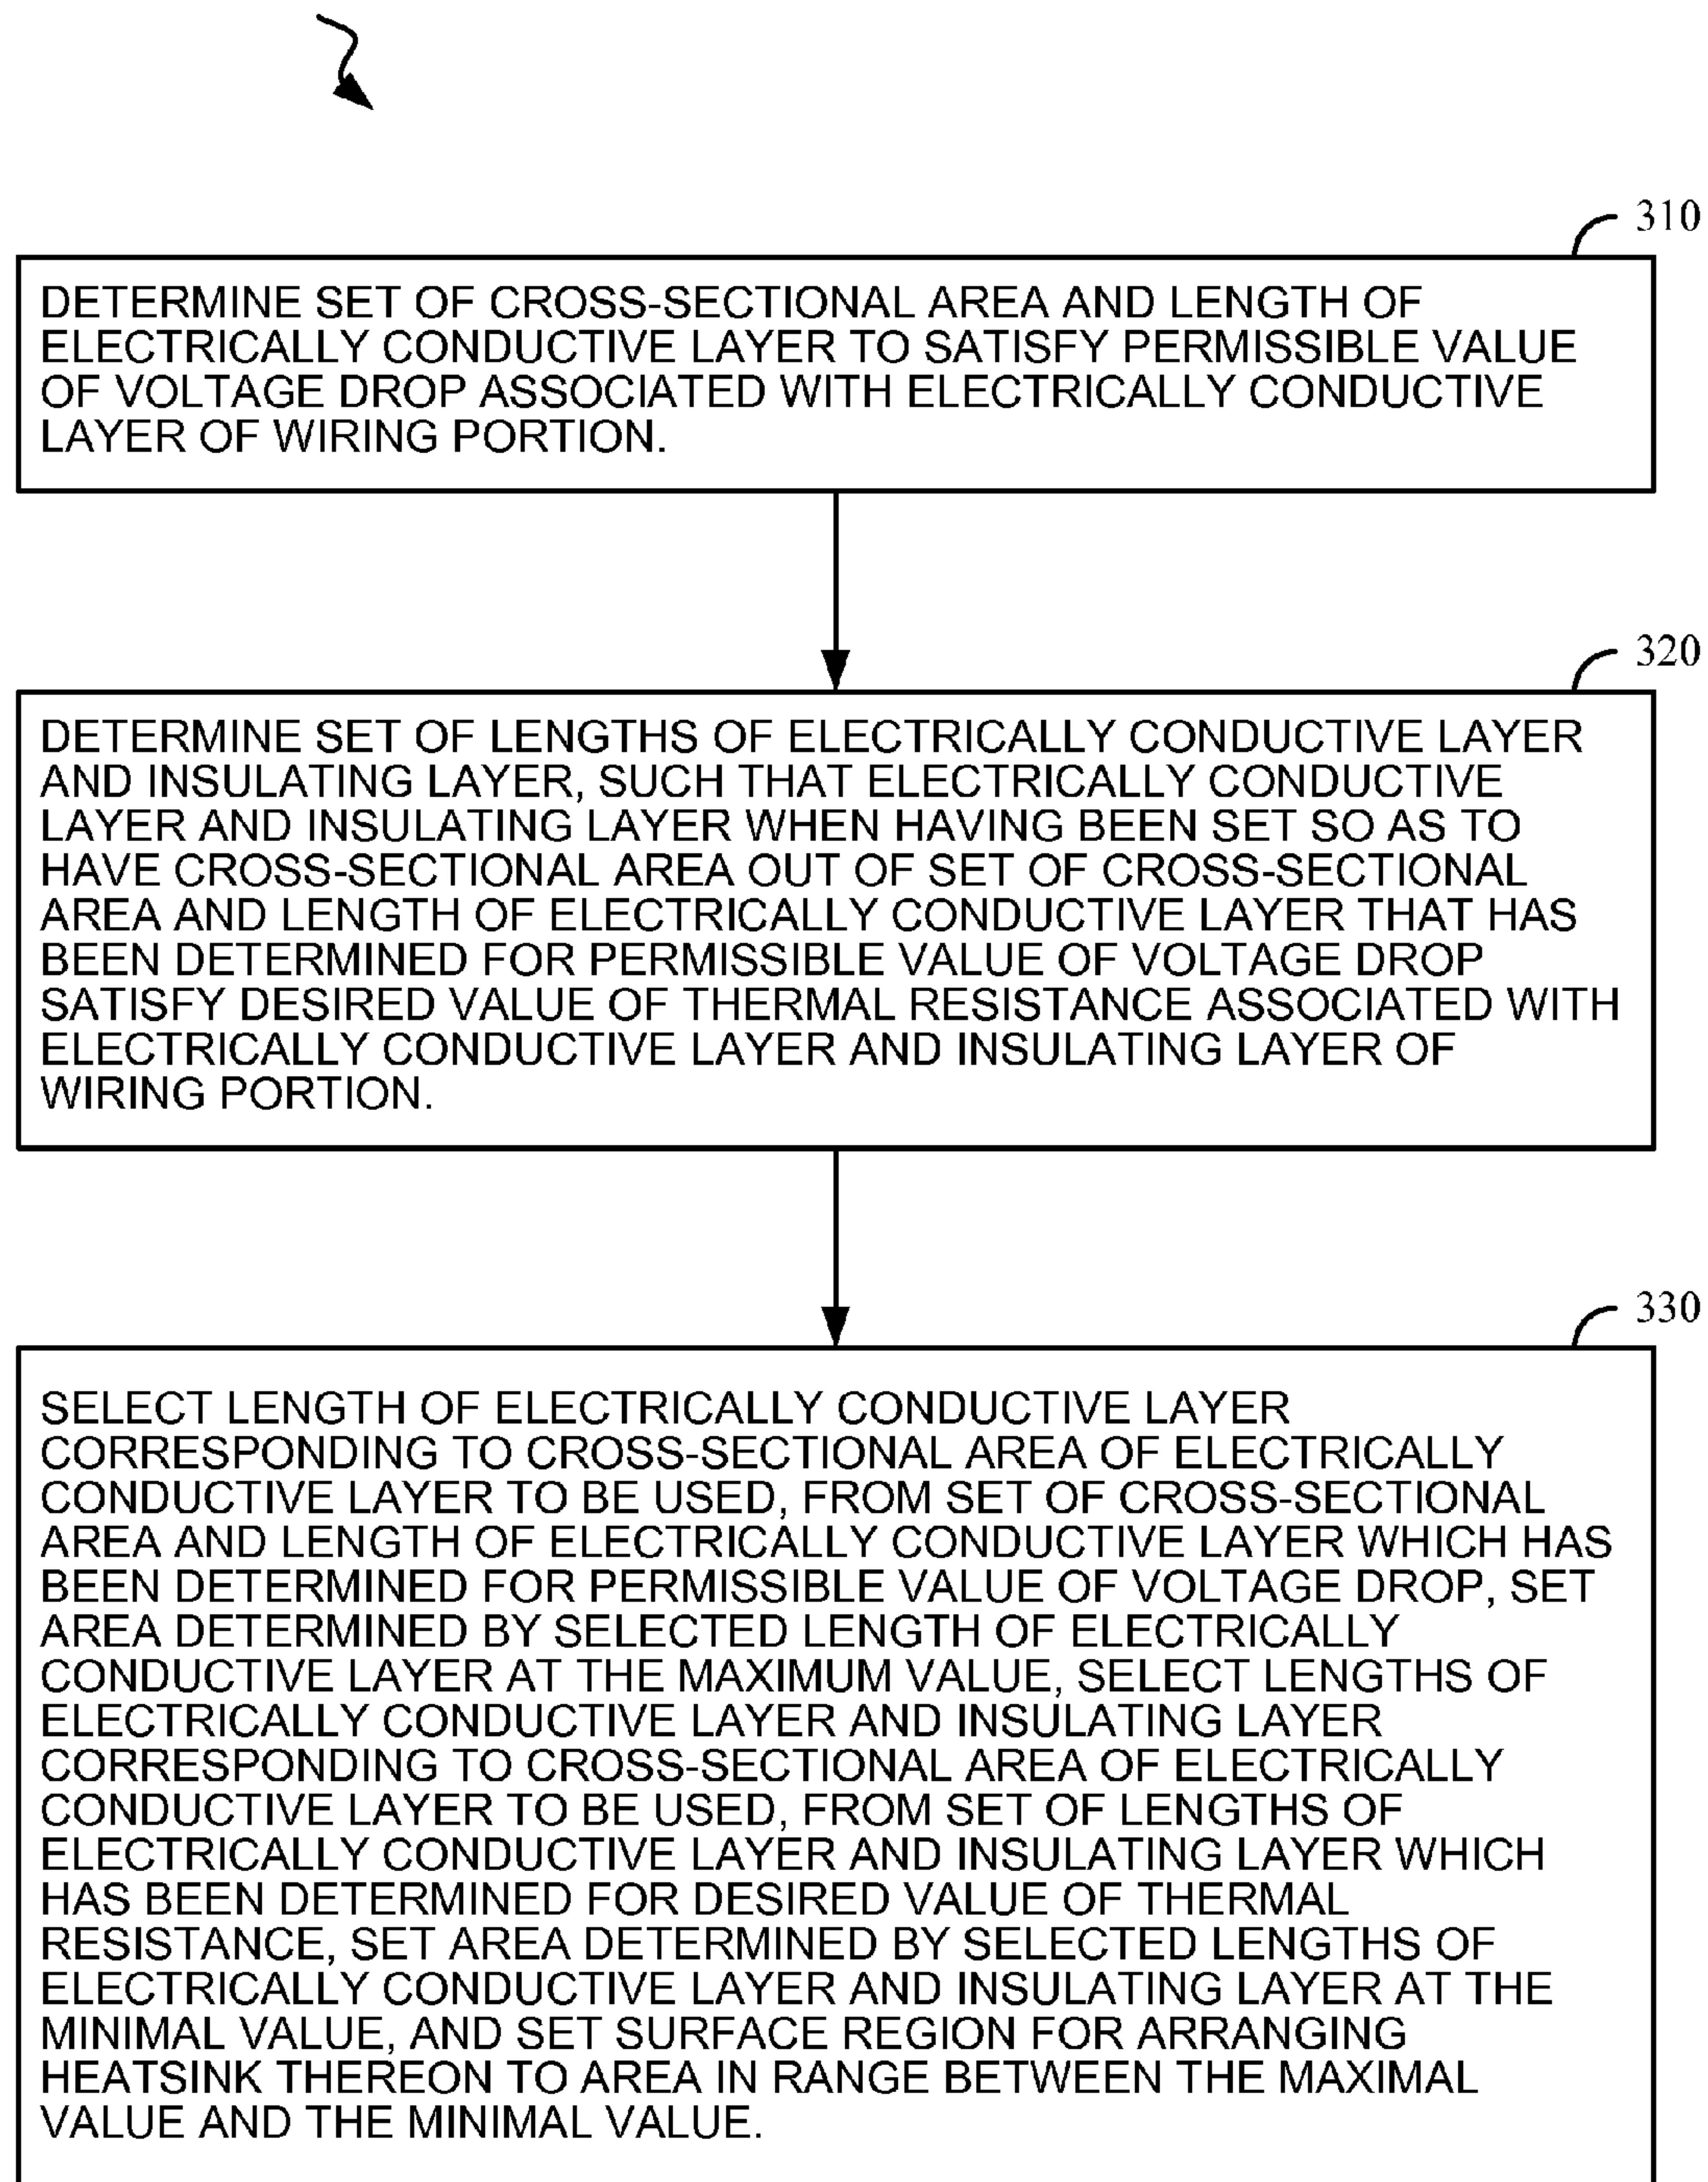 310
DETERMINE SET OF CROSS-SECTIONAL AREA AND LENGTH OF
ELECTRICALLY CONDUCTIVE LAYER TO SATISFY PERMISSIBLE VALUE
OF VOLTAGE DROP ASSOCIATED WITH ELECTRICALLY CONDUCTIVE
LAYER OF WIRING PORTION.
320
DETERMINE SET OF LENGTHS OF ELECTRICALLY CONDUCTIVE LAYER
AND INSULATING LAYER, SUCH THAT ELECTRICALLY CONDUCTIVE
LAYER AND INSULATING LAYER WHEN HAVING BEEN SET SO AS TO
HAVE CROSS-SECTIONAL AREA OUT OF SET OF CROSS-SECTIONAL
AREA AND LENGTH OF ELECTRICALLY CONDUCTIVE LAYER THAT HAS
BEEN DETERMINED FOR PERMISSIBLE VALUE OF VOLTAGE DROP
SATISFY DESIRED VALUE OF THERMAL RESISTANCE ASSOCIATED WITH
ELECTRICALLY CONDUCTIVE LAYER AND INSULATING LAYER OF
WIRING PORTION.
330
SELECT LENGTH OF ELECTRICALLY CONDUCTIVE LAYER
CORRESPONDING TO CROSS-SECTIONAL AREA OF ELECTRICALLY
CONDUCTIVE LAYER TO BE USED, FROM SET OF CROSS-SECTIONAL
AREA AND LENGTH OF ELECTRICALLY CONDUCTIVE LAYER WHICH HAS
BEEN DETERMINED FOR PERMISSIBLE VALUE OF VOLTAGE DROP, SET
AREA DETERMINED BY SELECTED LENGTH OF ELECTRICALLY
CONDUCTIVE LAYER AT THE MAXIMUM VALUE, SELECT LENGTHS OF
ELECTRICALLY CONDUCTIVE LAYER AND INSULATING LAYER
CORRESPONDING TO CROSS-SECTIONAL AREA OF ELECTRICALLY
CONDUCTIVE LAYER TO BE USED, FROM SET OF LENGTHS OF
ELECTRICALLY CONDUCTIVE LAYER AND INSULATING LAYER WHICH
HAS BEEN DETERMINED FOR DESIRED VALUE OF THERMAL
RESISTANCE, SET AREA DETERMINED BY SELECTED LENGTHS OF
ELECTRICALLY CONDUCTIVE LAYER AND INSULATING LAYER AT THE
MINIMAL VALUE, AND SET SURFACE REGION FOR ARRANGING
HEATSINK THEREON TO AREA IN RANGE BETWEEN THE MAXIMAL
VALUE AND THE MINIMAL VALUE.